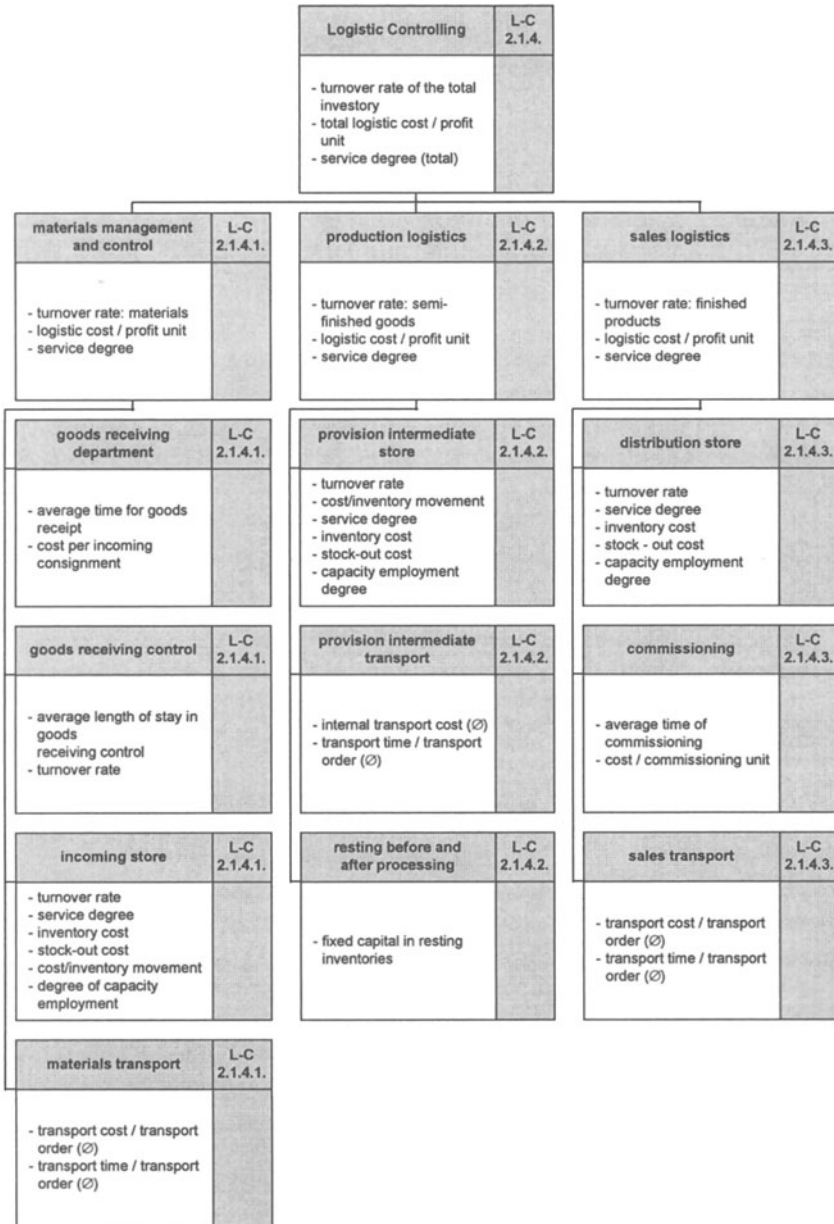 Logistic Controlling
L-C
2.1.4.
- turnover rate of the total
investory
- total logistic cost / profit
unit
- service degree (total)
materials management
and control
L-C
2.1.4.1.
- turnover rate: materials
- logistic cost / profit unit
- service degree
production logistics
L-C
2.1.4.2.
- turnover rate: semi-
finished goods
- logistic cost / profit unit
- service degree
sales logistics
L-C
2.1.4.3.
- turnover rate: finished
products
- logistic cost / profit unit
- service degree
goods receiving
department
L-C
2.1.4.1.
- average time for goods
receipt
- cost per incoming
consignment
provision intermediate
store
L-C
2.1.4.2.
- turnover rate
- cost/inventory movement
- service degree
- inventory cost
- stock-out cost
- capacity employment
degree
distribution store
L-C
2.1.4.3.
- turnover rate
- service degree
- inventory cost
- stock - out cost
- capacity employment
degree
goods receiving control
L-C
2.1.4.1.
- average length of stay in
goods
receiving control
- turnover rate
provision intermediate
transport
L-C
2.1.4.2.
- internal transport cost (∅)
- transport time / transport
order (∅)
commissioning
L-C
2.1.4.3.
- average time of
commissioning
- cost / commissioning unit
incoming store
L-C
2.1.4.1.
- turnover rate
- service degree
- inventory cost
- stock-out cost
- cost/inventory movement
- degree of capacity
employment
resting before and
after processing
L-C
2.1.4.2.
- fixed capital in resting
inventories
sales transport
L-C
2.1.4.3.
- transport cost / transport
order (∅)
- transport time / transport
order (∅)
materials transport
L-C
2.1.4.1.
- transport cost / transport
order (∅)
- transport time / transport
order (∅)